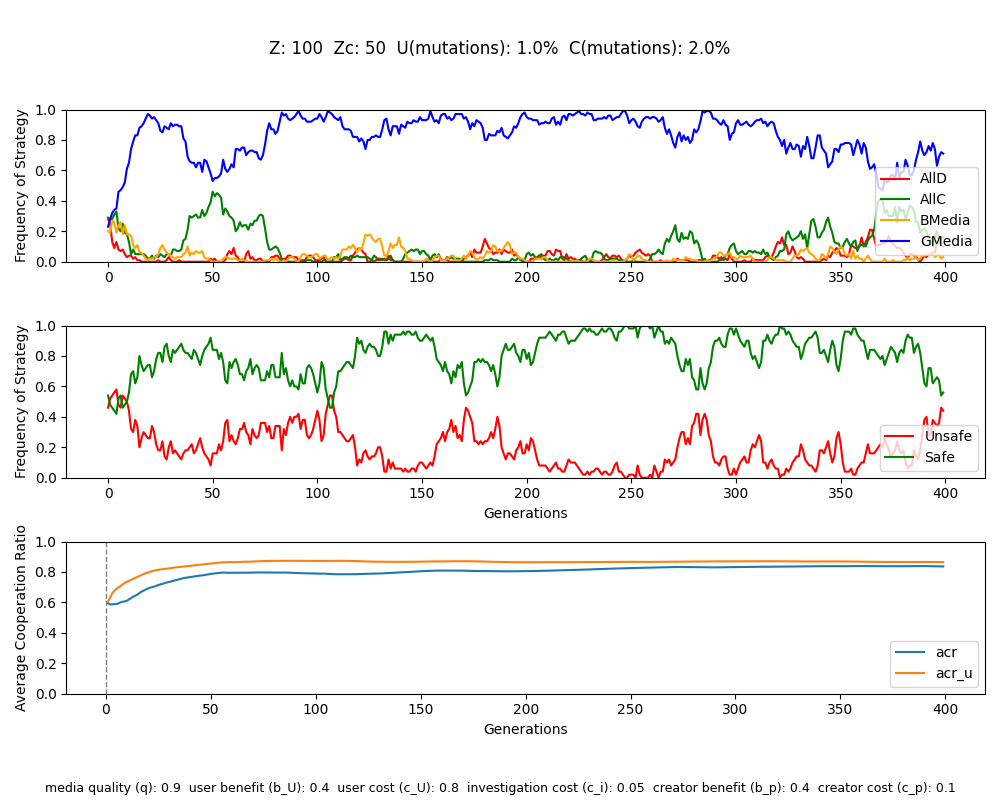 Z: 100  Zc: 50  U(mutations): 1.0%  C(mutations): 2.0%
Frequency of Strategy
1.0
0.8
0.6
0.4
0.2
0.0
AllD
AllC
BMedia
GMedia
0 50 100 150 200 250 300 350 400
Frequency of Strategy
1.0
0.8
0.6
0.4
0.2
0.0
Unsafe
Safe
0 50 100 150 200 250 300 350 400
Generations
Average Cooperation Ratio
1.0
0.8
0.6
0.4
0.2
0.0
acr
acr_u
0 50 100 150 200 250 300 350 400
Generations
media quality (q): 0.9  user benefit (b_U): 0.4  user cost (c_U): 0.8  investigation cost (c_i): 0.05  creator benefit (b_p): 0.4  creator cost (c_p): 0.1